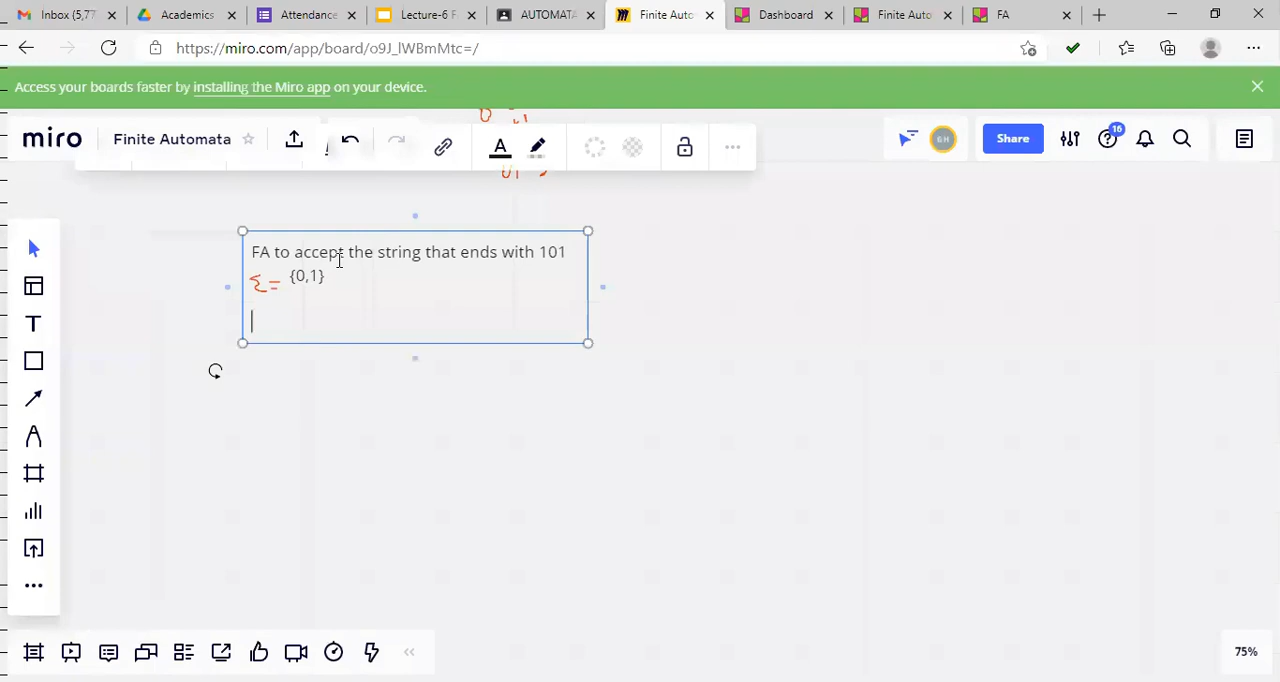 Inbox (5,77
Academics
Attendance
Lecture-6 F
AUTOMATA
Finite Auto
Dashboard
Finite Auto
FA
https://miro.com/app/board/o9J_lWBmMtc=/
Access your boards faster by installing the Miro app on your device.
miro
Finite Automata
A
GH
Share
16
FA to accept the string that ends with 101
Σ= {0,1}
T
75%